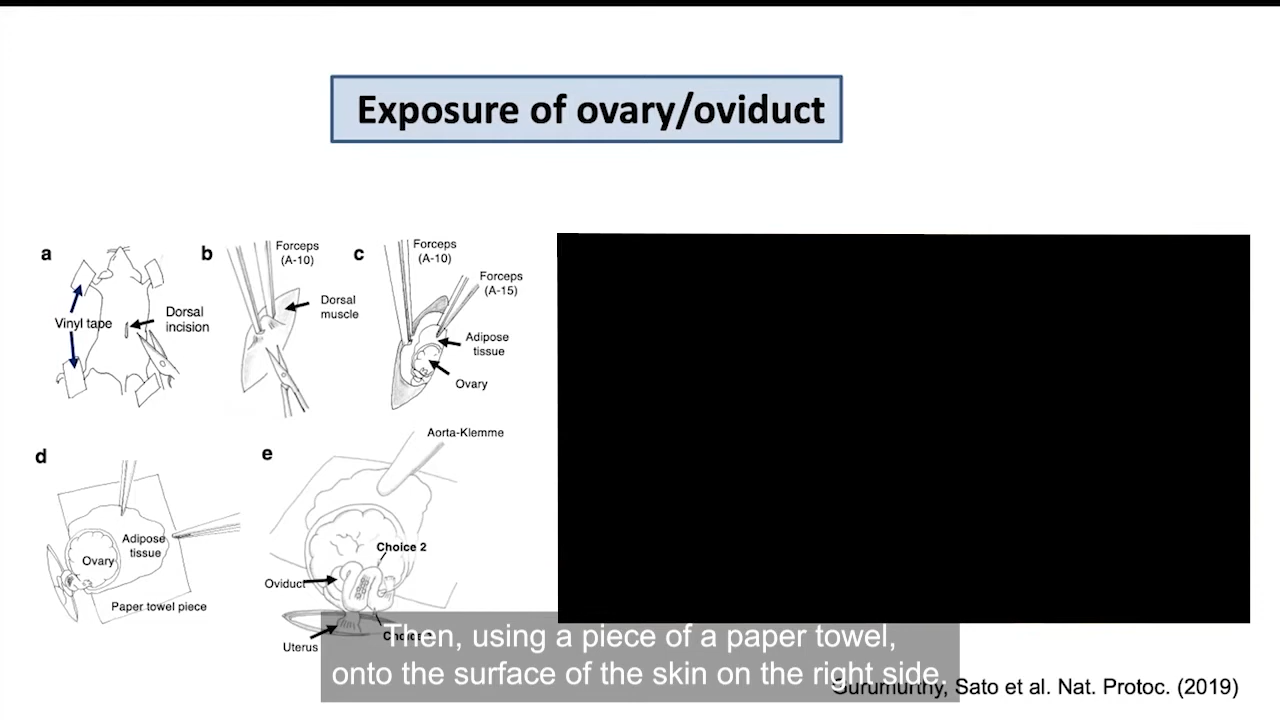 Exposure of ovary/oviduct
a
Vinyl tape
Dorsal
incision
b
Forceps
(A-10)
Dorsal
muscle
c
Forceps
(A-10)
Forceps
(A-15)
Adipose
tissue
Ovary
d
Ovary
Adipose
tissue
Paper towel piece
e
Aorta-Klemme
Choice 2
Oviduct
Uterus
Then, using a piece of a paper towel,
onto the surface of the skin on the right side.
Gurumurthy, Sato et al. Nat. Protoc. (2019)